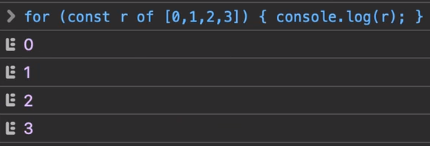 for (const r of [0,1,2,3]) { console.log(r); }
0
1
2
3